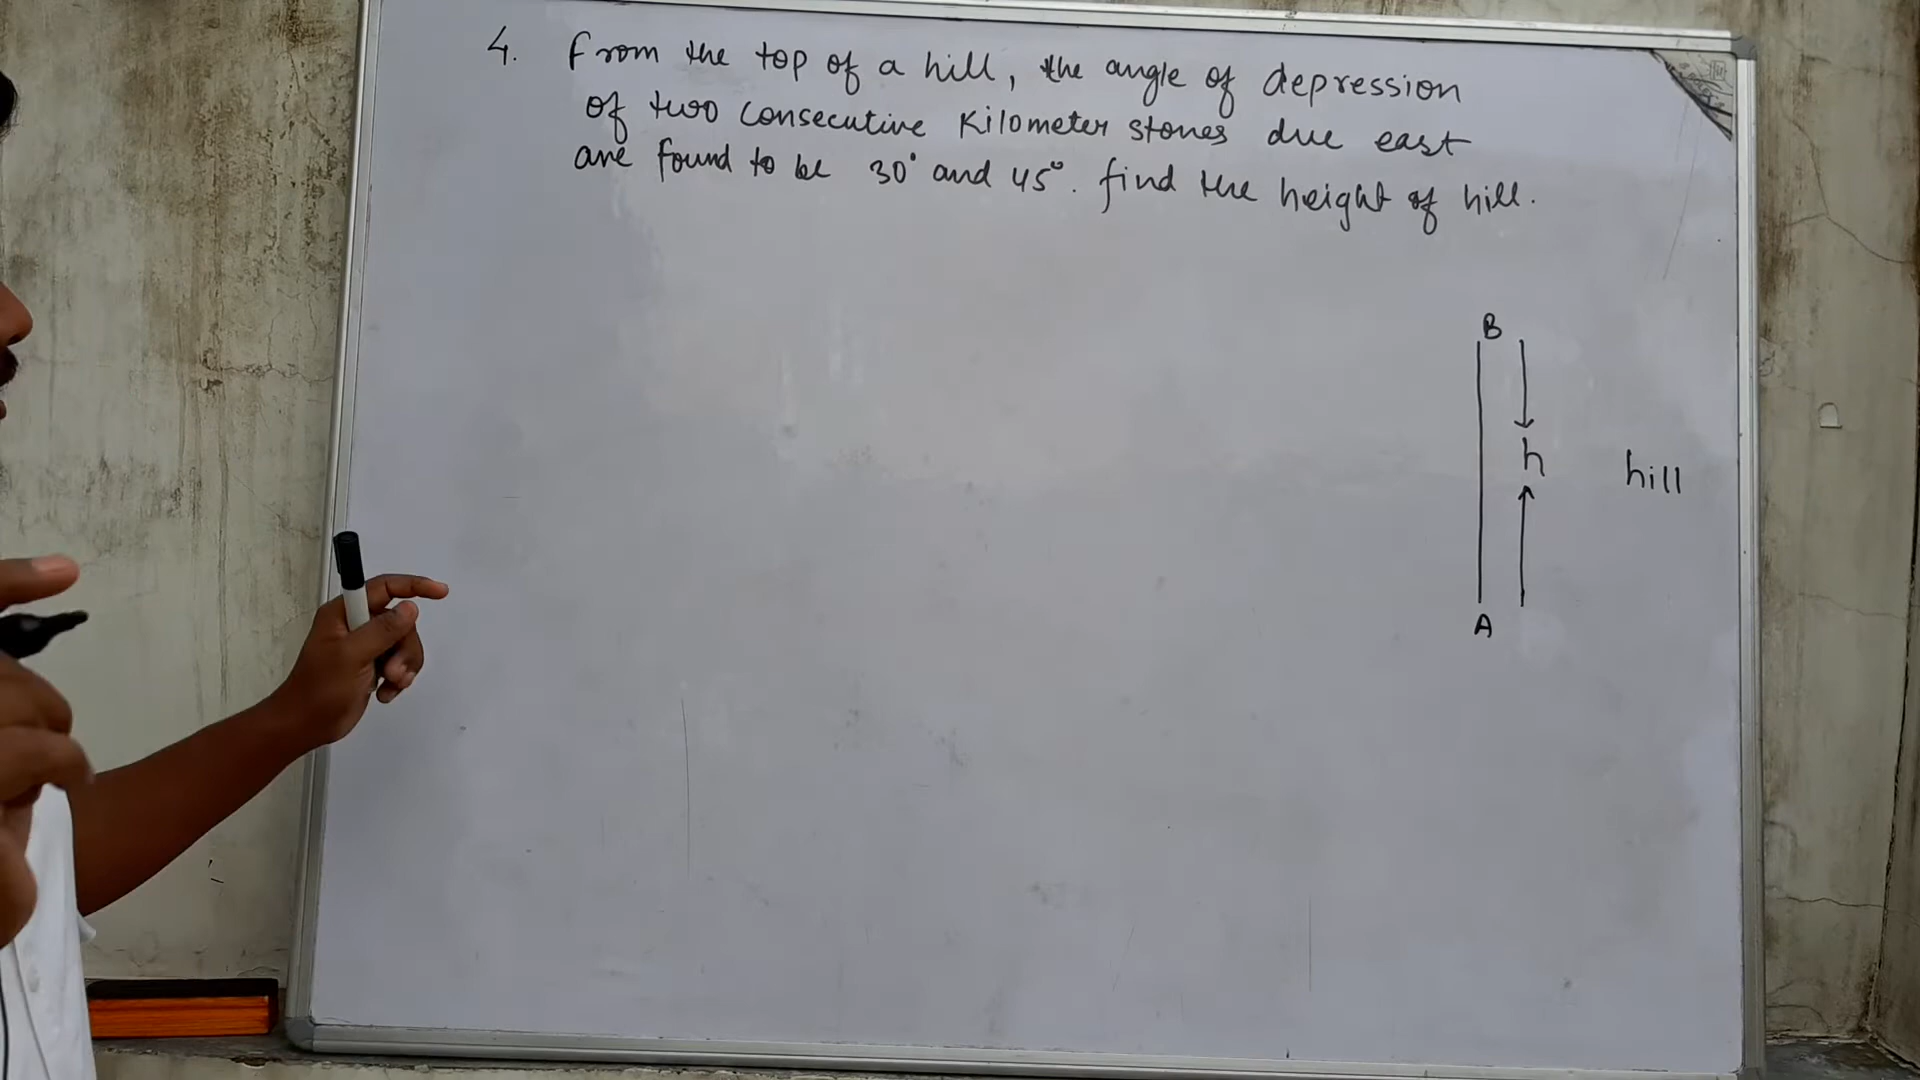 4. From the top of a hill, the angle of depression
of two consecutive Kilometer stones due east
are found to be 30° and 45°. find the height of hill.
B
h
hill
A